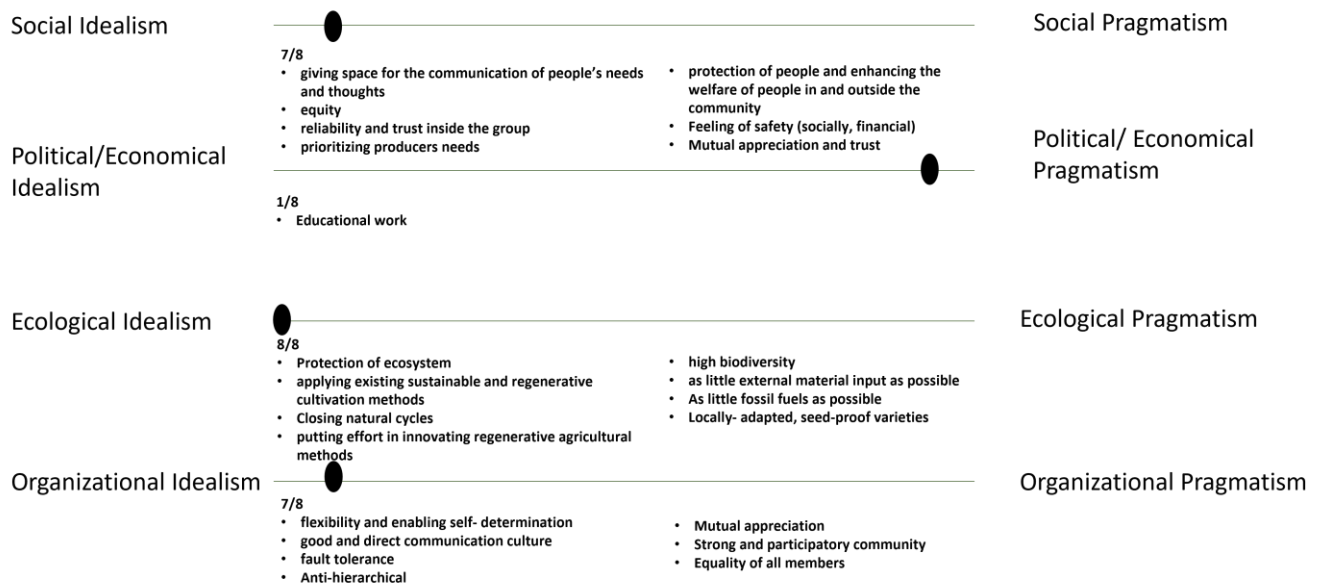 Social Idealism
Social Pragmatism
7/8
• giving space for the communication of people's needs
and thoughts
• equity
• reliability and trust inside the group
• prioritizing producers needs
• protection of people and enhancing the
welfare of people in and outside the
community
• Feeling of safety (socially, financial)
• Mutual appreciation and trust
Political/Economical
Idealism
Political/ Economical
Pragmatism
1/8
• Educational work
Ecological Idealism
Ecological Pragmatism
8/8
• Protection of ecosystem
• applying existing sustainable and regenerative
cultivation methods
• Closing natural cycles
• putting effort in innovating regenerative agricultural
methods
• high biodiversity
• as little external material input as possible
• As little fossil fuels as possible
• Locally- adapted, seed-proof varieties
Organizational Idealism
Organizational Pragmatism
7/8
• flexibility and enabling self- determination
• good and direct communication culture
• fault tolerance
• Anti-hierarchical
• Mutual appreciation
• Strong and participatory community
• Equality of all members